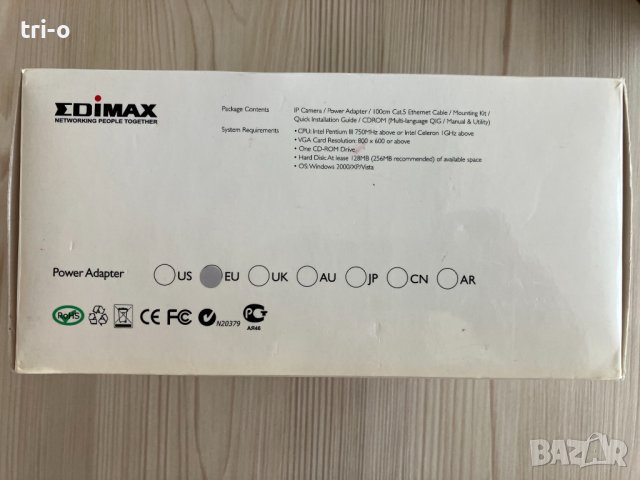 tri-o
EDiMAX
NETWORKING PEOPLE TOGETHER
Package Contents
IP Camera / Power Adapter / 100cm Cat.5 Ethernet Cable / Mounting Kit /
Quick Installation Guide / CDROM (Multi-language QIG / Manual & Utility)
System Requirements
• CPU: Intel Pentium III 750MHz above or Intel Celeron 1GHz above
• VGA Card Resolution: 800 x 600 or above
• One CD-ROM Drive
• Hard Disk: At lease 128MB (256MB recommended) of available space
• OS: Windows 2000/XP/Vista
Power Adapter US EU UK AU JP CN AR
RoHS CE FC N20379 АЯ46
BAZAR